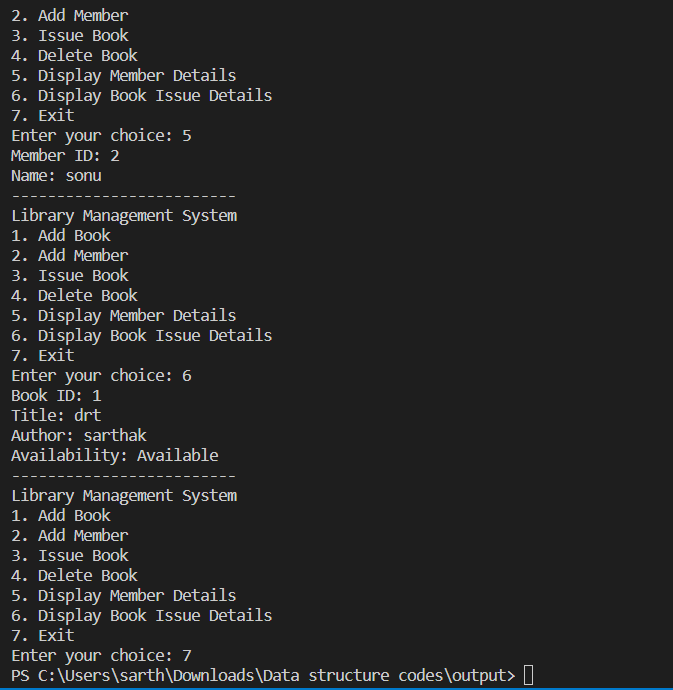 2. Add Member
3. Issue Book
4. Delete Book
5. Display Member Details
6. Display Book Issue Details
7. Exit
Enter your choice: 5
Member ID: 2
Name: sonu
-------------------------
Library Management System
1. Add Book
2. Add Member
3. Issue Book
4. Delete Book
5. Display Member Details
6. Display Book Issue Details
7. Exit
Enter your choice: 6
Book ID: 1
Title: drt
Author: sarthak
Availability: Available
-------------------------
Library Management System
1. Add Book
2. Add Member
3. Issue Book
4. Delete Book
5. Display Member Details
6. Display Book Issue Details
7. Exit
Enter your choice: 7
PS C:\Users\sarth\Downloads\Data structure codes\output>